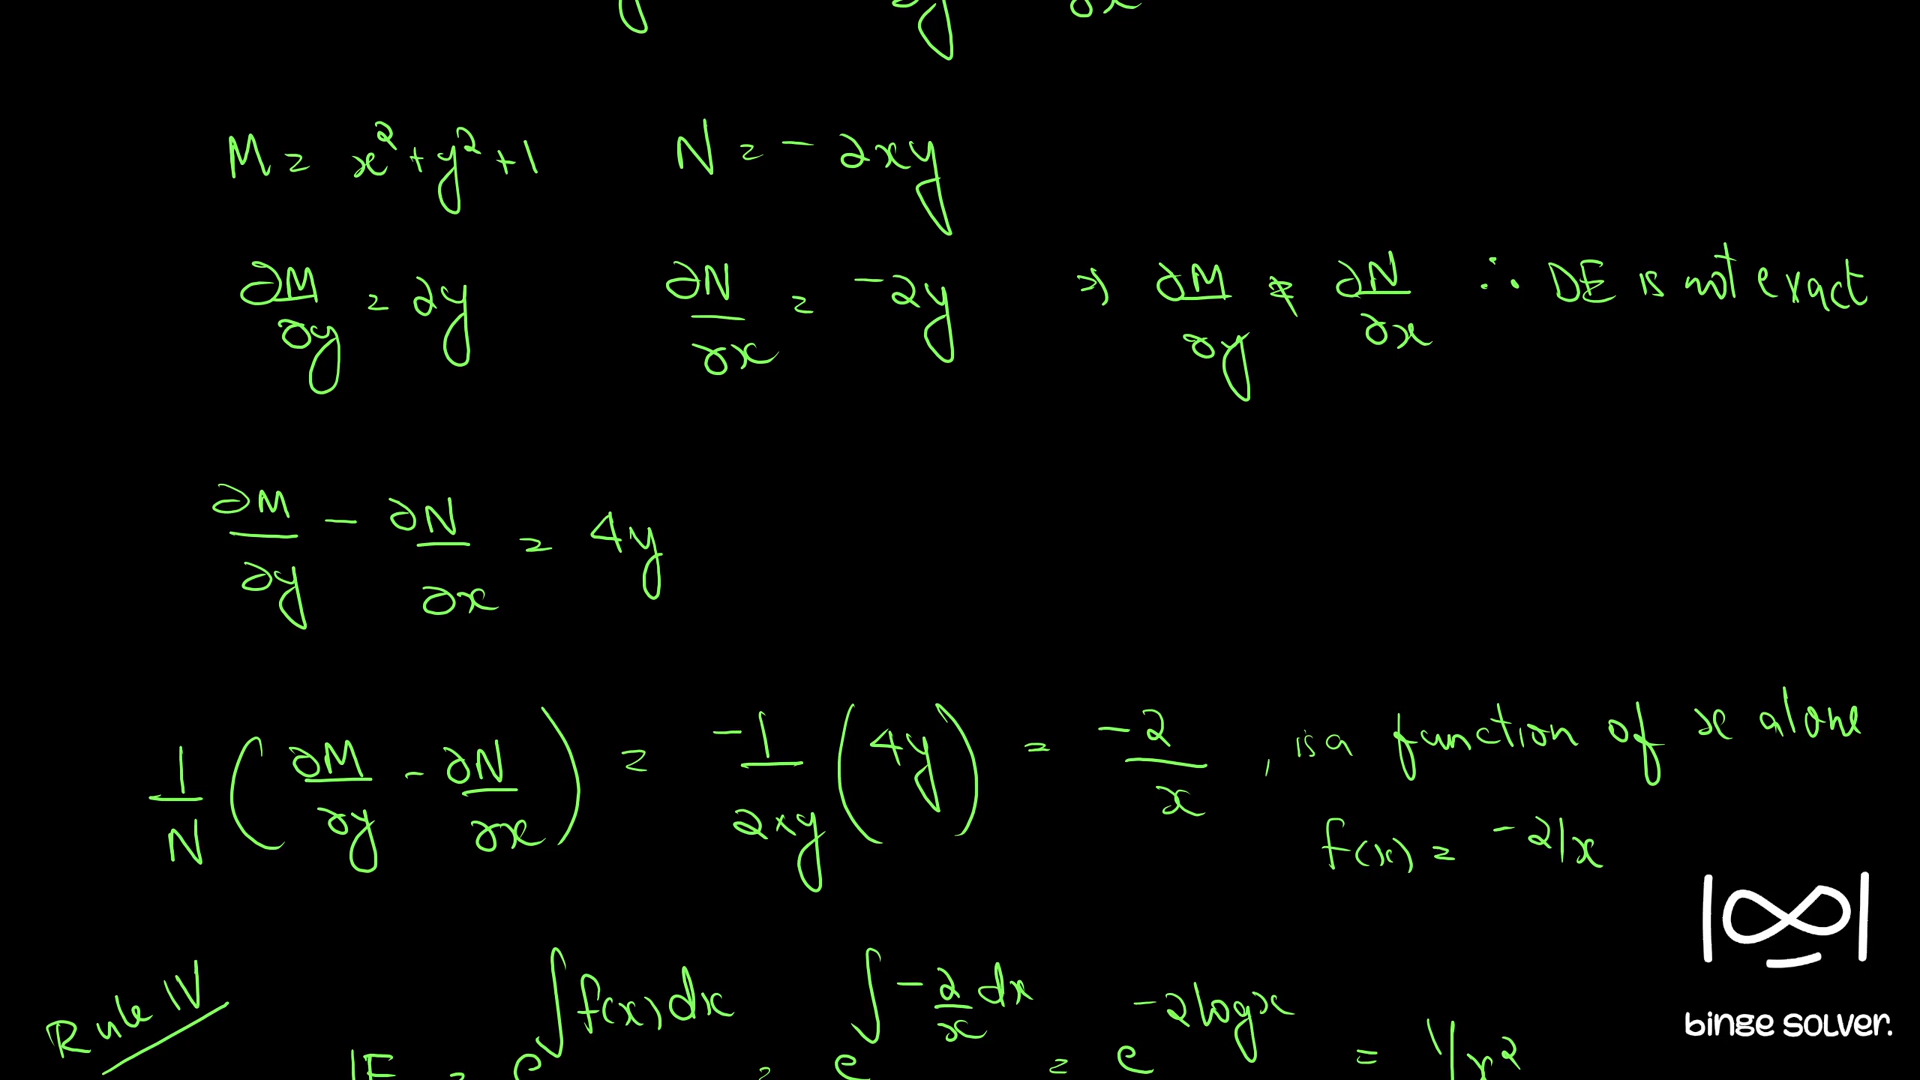 M = x² + y² + 1 N = - 2xy
∂M/∂y = 2y ∂N/∂x = -2y ⇒ ∂M/∂y ≠ ∂N/∂x ∴ DE is not exact
∂M/∂y - ∂N/∂x = 4y
1/N (∂M/∂y - ∂N/∂x) = -1/2xy (4y) = -2/x , is a function of x alone
f(x) = -2/x
Rule IV
IF = e^∫f(x)dx = e^∫-2/x dx = e^-2logx = 1/x²
binge solver.